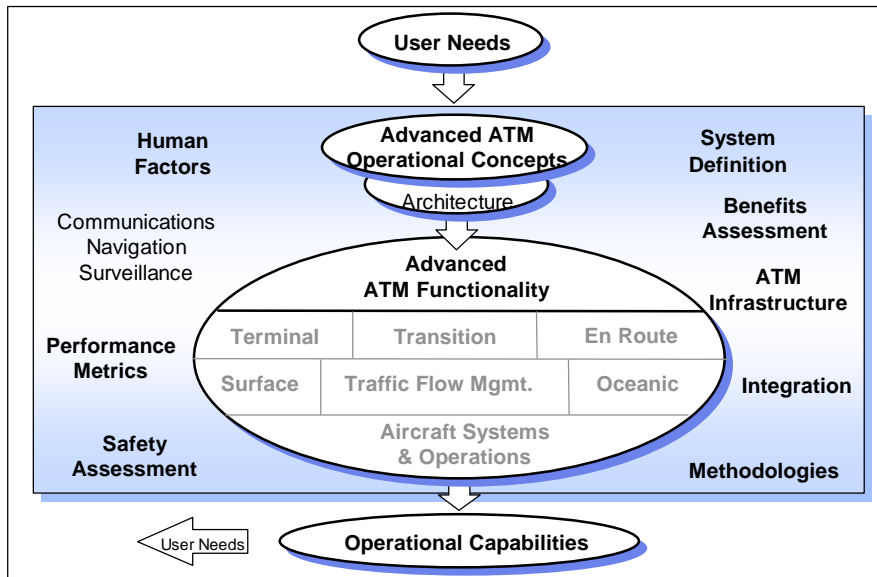 User Needs
Advanced ATM
Operational Concepts
Architecture
Human
Factors
System
Definition
Communications
Navigation
Surveillance
Benefits
Assessment
Advanced
ATM Functionality
ATM
Infrastructure
Terminal
Transition
En Route
Performance
Metrics
Surface
Traffic Flow Mgmt.
Oceanic
Integration
Aircraft Systems
& Operations
Safety
Assessment
Methodologies
User Needs
Operational Capabilities